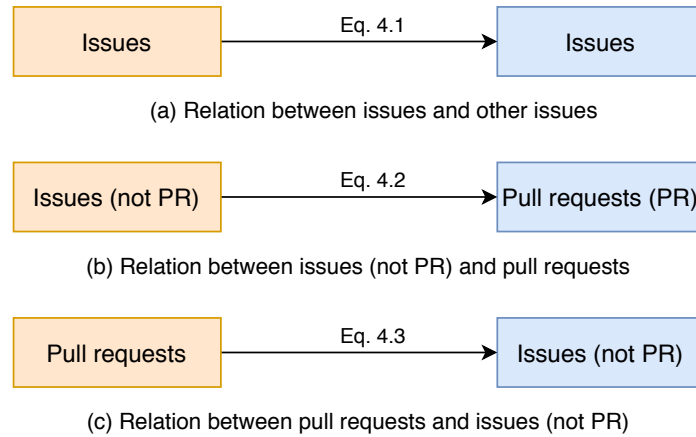 Issues
Eq. 4.1
Issues
(a) Relation between issues and other issues
Issues (not PR)
Eq. 4.2
Pull requests (PR)
(b) Relation between issues (not PR) and pull requests
Pull requests
Eq. 4.3
Issues (not PR)
(c) Relation between pull requests and issues (not PR)